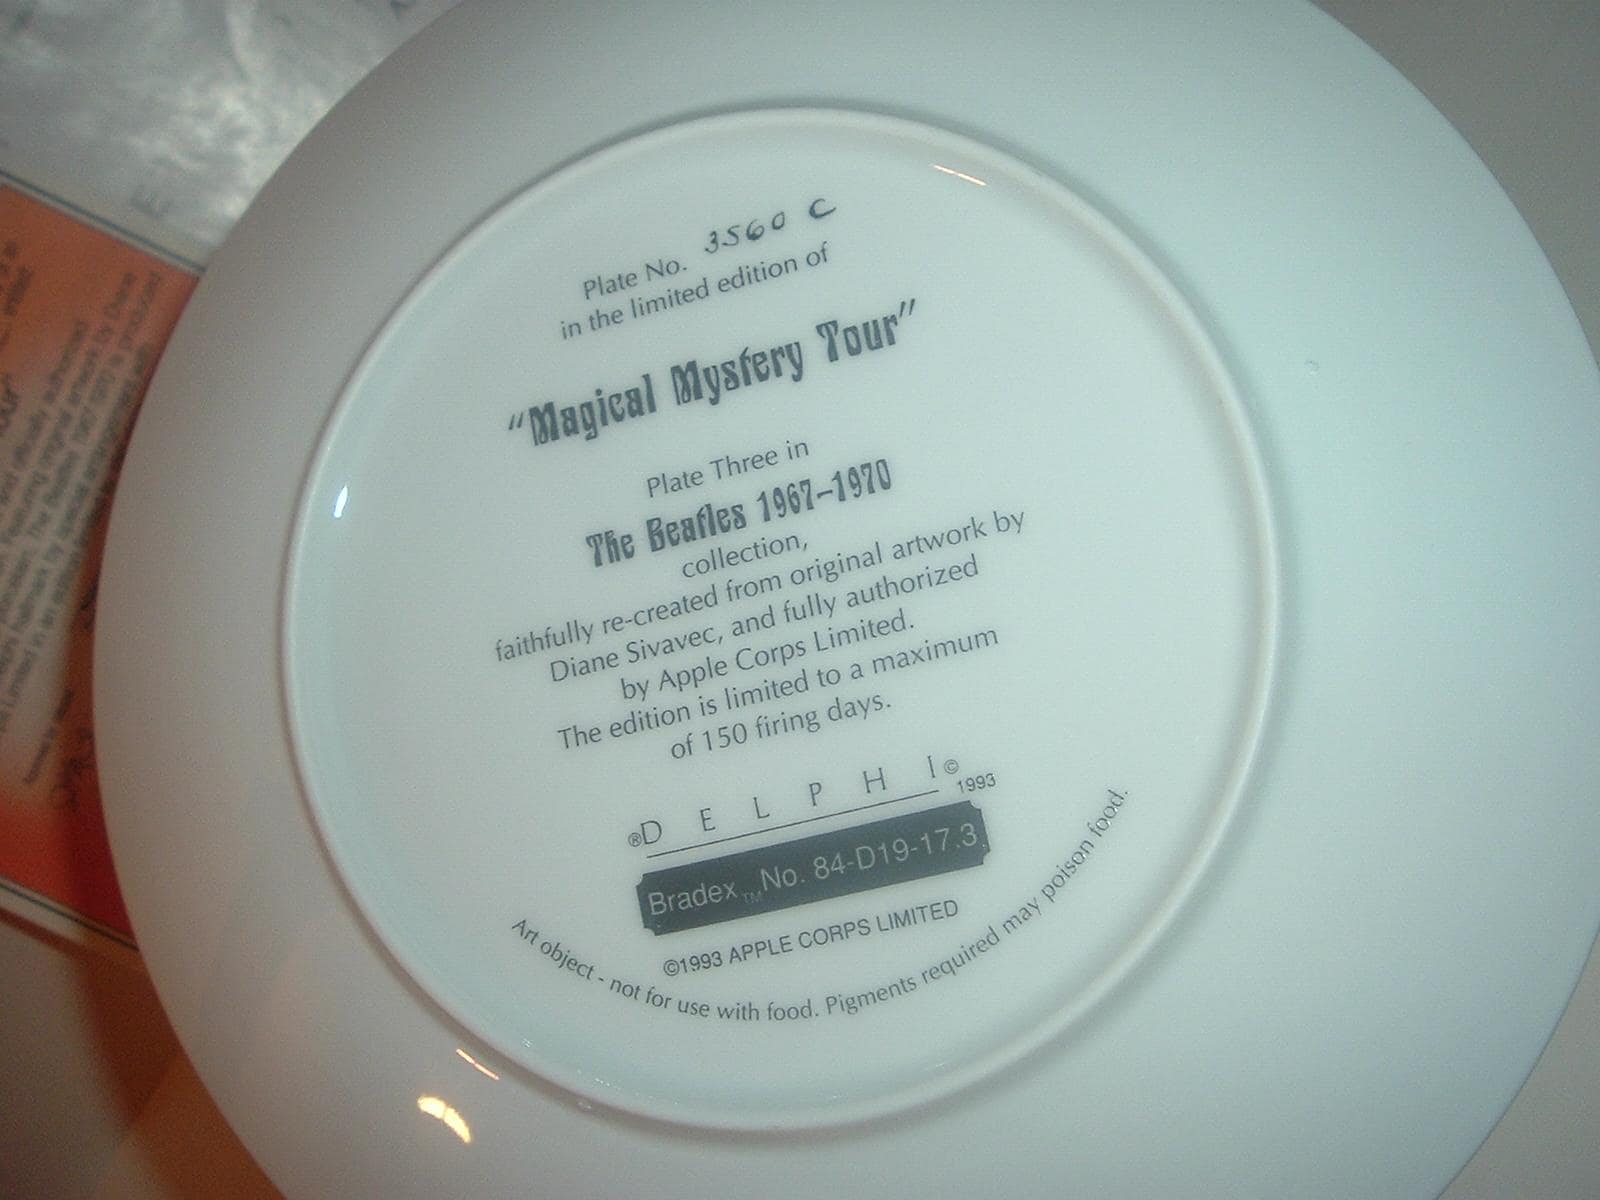 Plate No. 3560 C
in the limited edition of
"Magical Mystery Tour"
Plate Three in
The Beatles 1967–1970
collection,
faithfully re-created from original artwork by
Diane Sivavec, and fully authorized
by Apple Corps Limited.
The edition is limited to a maximum
of 150 firing days.
®DELPHI©
1993
Bradex™ No. 84-D19-17.3
©1993 APPLE CORPS LIMITED
Art object - not for use with food. Pigments required may poison food.